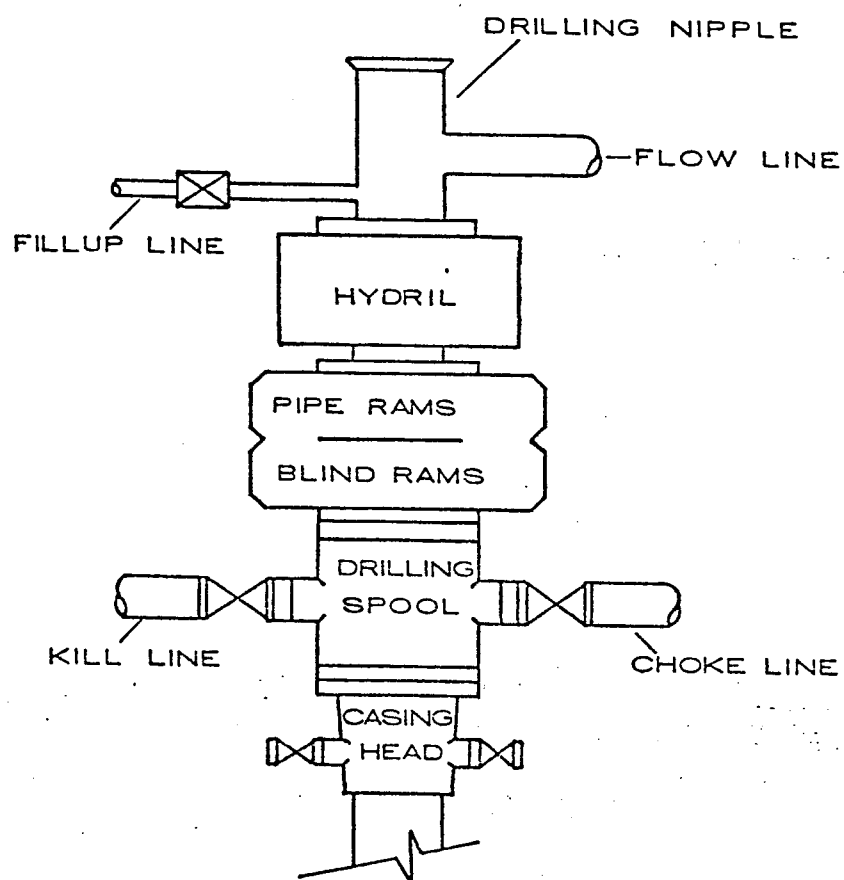 DRILLING NIPPLE
FLOW LINE
FILLUP LINE
HYDRIL
PIPE RAMS
BLIND RAMS
DRILLING
SPOOL
KILL LINE
CHOKE LINE
CASING
HEAD